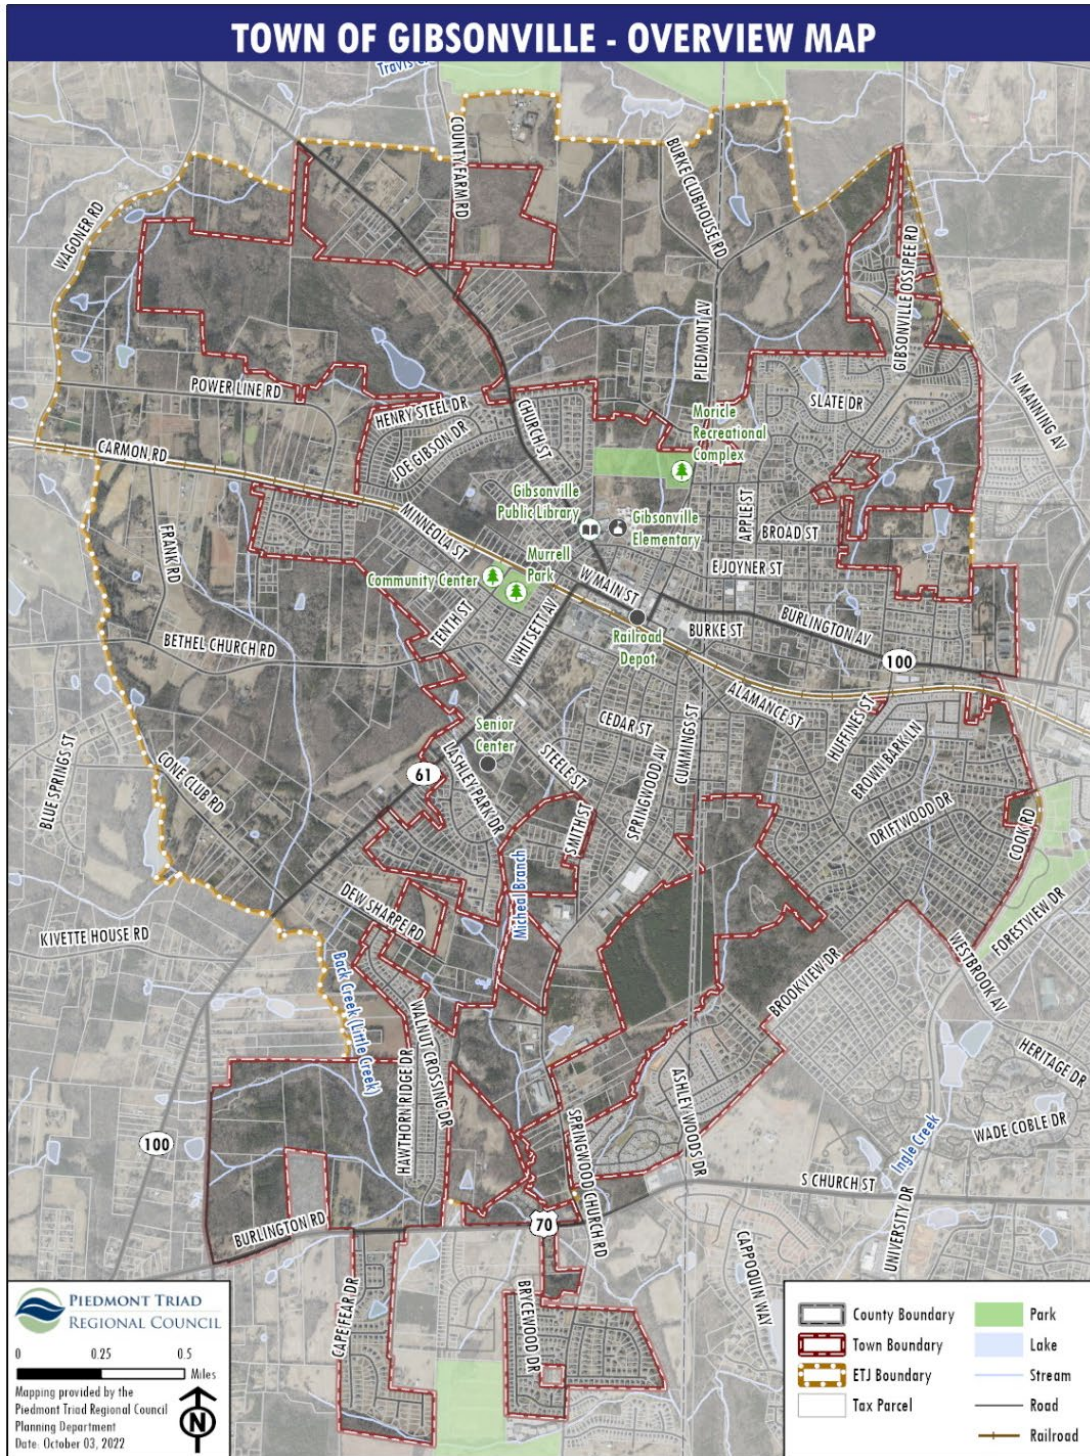 TOWN OF GIBSONVILLE - OVERVIEW MAP
COUNTY FARM RD
BURKE CLUBHOUSE RD
WAGONER RD
GIBSONVILLE OSSIPEE RD
PIEDMONT AV
N MANNING AV
POWER LINE RD
HENRY STEEL DR
CHURCH ST
SLATE DR
Moricle
Recreational
Complex
JOE GIBSON DR
CARMON RD
Gibsonville
Public Library
Gibsonville
Elementary
APPLE ST
BROAD ST
MINNEOLA ST
FRANK RD
Murrell
Park
Community Center
W MAIN ST
E JOYNER ST
TENTH ST
WHITSETT AV
Railroad
Depot
BURKE ST
BURLINGTON AV
BETHEL CHURCH RD
100
ALAMANCE ST
HUFFINES ST
CEDAR ST
CUMMINGS ST
Senior
Center
STEELE ST
LASHLEY PARK DR
61
BROWN BARK LN
BLUE SPRINGS ST
CONE CLUB RD
SPRINGWOOD AV
SMITH ST
DRIFTWOOD DR
COOK RD
Micheal Branch
DEW SHARPE RD
KIVETTE HOUSE RD
FORESTVIEW DR
WESTBROOK AV
BROOKVIEW DR
Back Creek (Little Creek)
WALNUT CROSSING DR
HAWTHORN RIDGE DR
HERITAGE DR
ASHLEY WOODS DR
SPRINGWOOD CHURCH RD
WADE COBLE DR
Ingle Creek
100
S CHURCH ST
UNIVERSITY DR
BURLINGTON RD
70
CAPPOQUIN WAY
CAPE FEAR DR
BRYCEWOOD DR
PIEDMONT TRIAD
REGIONAL COUNCIL
0 0.25 0.5
Miles
Mapping provided by the
Piedmont Triad Regional Council
Planning Department
Date: October 03, 2022
N
County Boundary
Town Boundary
ETJ Boundary
Tax Parcel
Park
Lake
Stream
Road
Railroad